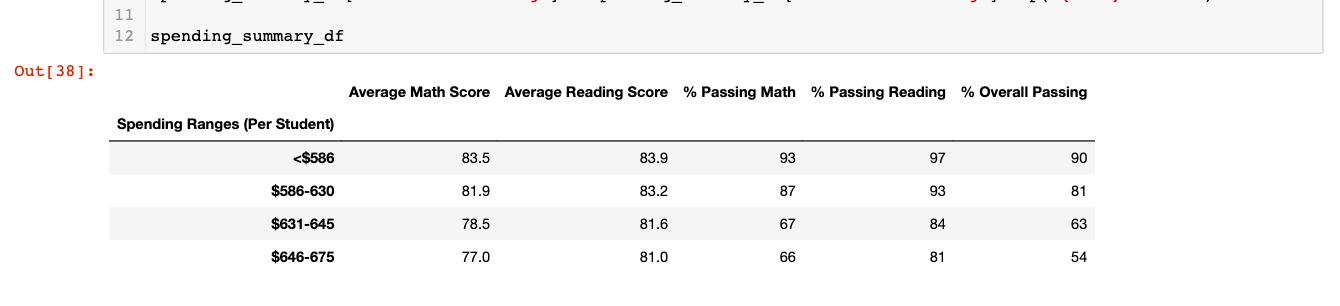 11
12 spending_summary_df
Out[38]:
Average Math Score Average Reading Score % Passing Math % Passing Reading % Overall Passing
Spending Ranges (Per Student)
<$586 83.5 83.9 93 97 90
$586-630 81.9 83.2 87 93 81
$631-645 78.5 81.6 67 84 63
$646-675 77.0 81.0 66 81 54